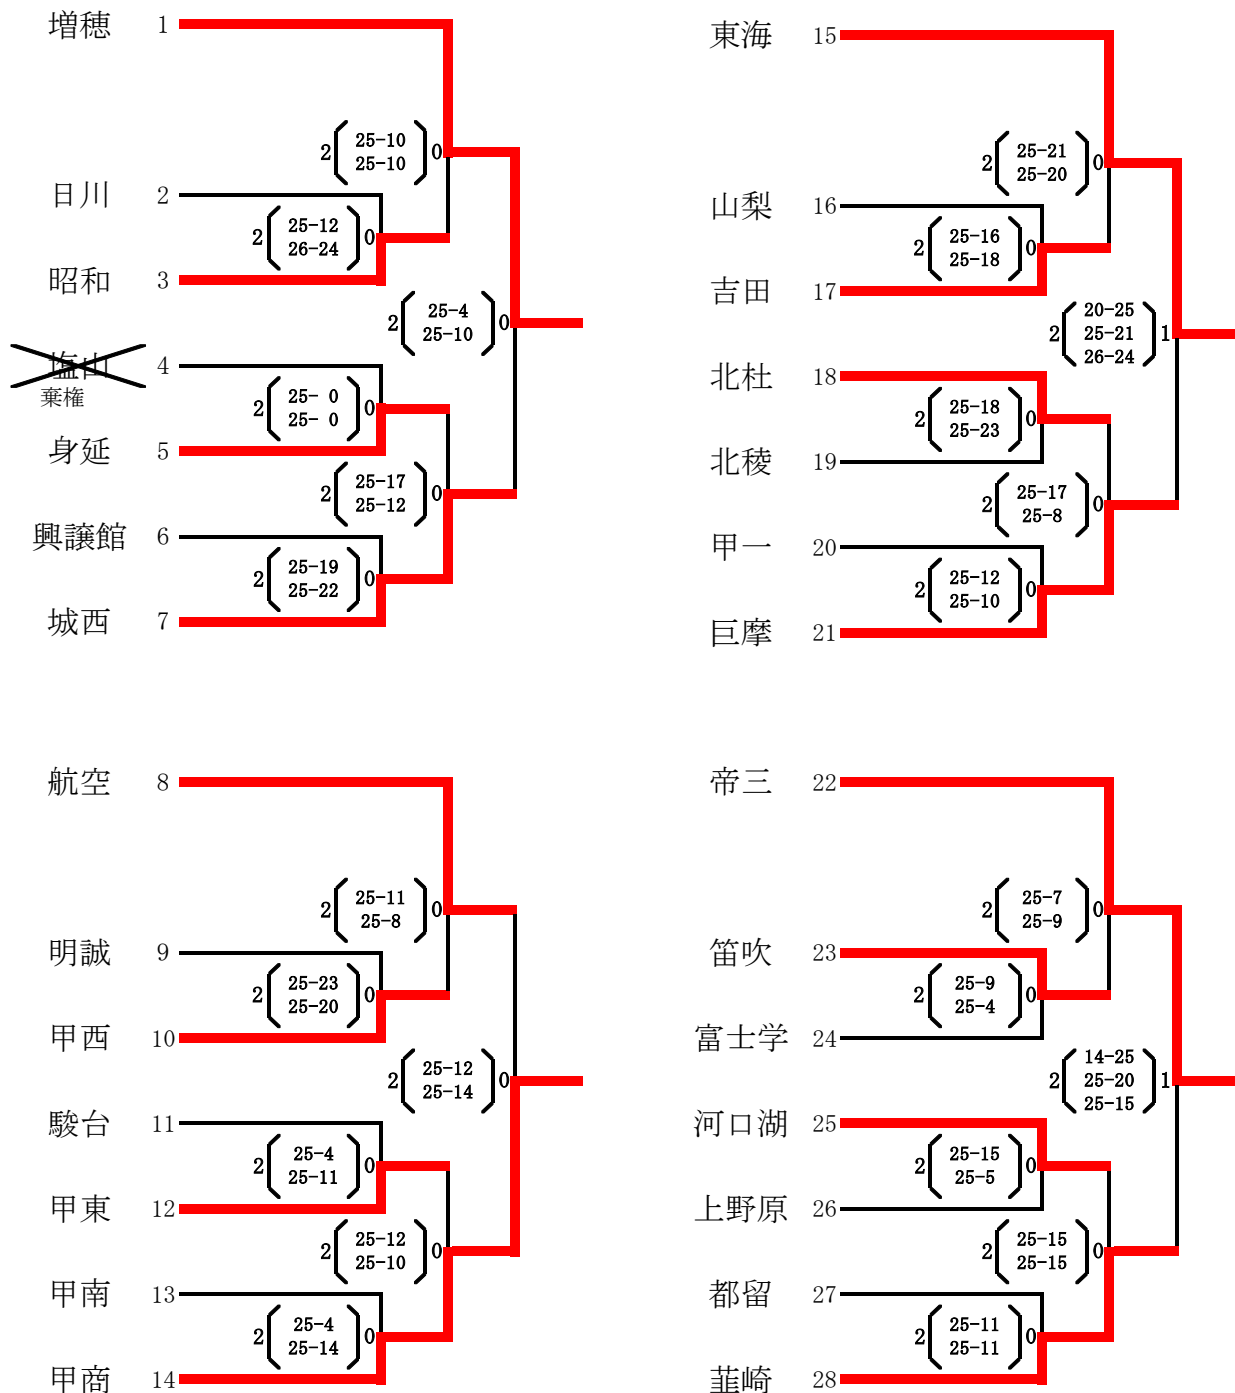 増穂 1
2 25-10 0
25-10
日川 2
2 25-12 0
26-24
昭和 3
2 25-4 0
25-10
塩山 4
棄権
2 25- 0 0
25- 0
身延 5
2 25-17 0
25-12
興譲館 6
2 25-19 0
25-22
城西 7
東海 15
2 25-21 0
25-20
山梨 16
2 25-16 0
25-18
吉田 17
20-25
2 25-21 1
26-24
北杜 18
2 25-18 0
25-23
北稜 19
2 25-17 0
25-8
甲一 20
2 25-12 0
25-10
巨摩 21
航空 8
2 25-11 0
25-8
明誠 9
2 25-23 0
25-20
甲西 10
2 25-12 0
25-14
駿台 11
2 25-4 0
25-11
甲東 12
2 25-12 0
25-10
甲南 13
2 25-4 0
25-14
甲商 14
帝三 22
2 25-7 0
25-9
笛吹 23
2 25-9 0
25-4
富士学 24
14-25
2 25-20 1
25-15
河口湖 25
2 25-15 0
25-5
上野原 26
2 25-15 0
25-15
都留 27
2 25-11 0
25-11
韮崎 28